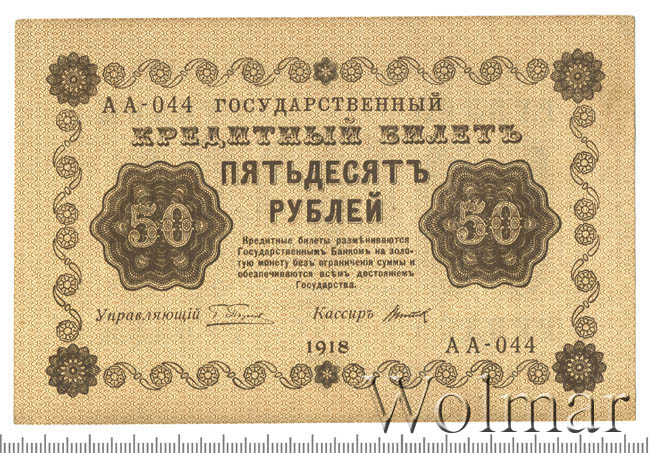 АА-044 ГОСУДАРСТВЕННЫЙ
КРЕДИТНЫЙ БИЛЕТЪ
ПЯТЬДЕСЯТЪ
РУБЛЕЙ
50
50
Кредитные билеты размѣниваются
Государственнымъ Банкомъ на золо-
тую монету безъ ограниченія суммы и
обезпечиваются всѣмъ достояніемъ
Государства.
Управляющій
Кассиръ
1918
АА-044
Wolmar